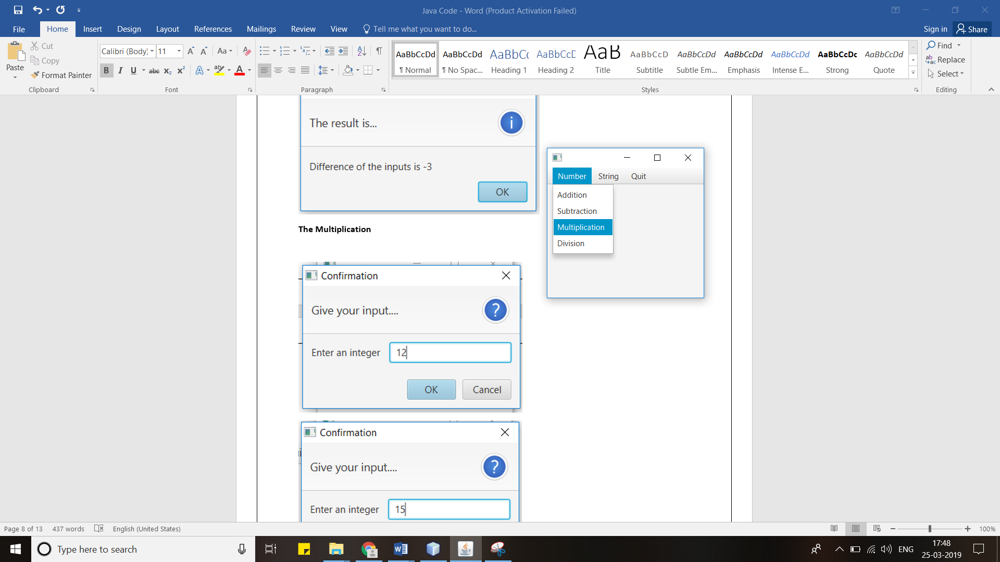 Java Code - Word (Product Activation Failed)
File Home Insert Design Layout References Mailings Review View Tell me what you want to do... Sign in Share
Paste
Cut
Copy
Format Painter
Clipboard
Calibri (Body) 11
Font
Paragraph
AaBbCcDd AaBbCcDd AaBbCc AaBbCcD AaB AaBbCcD AaBbCcDd AaBbCcDd AaBbCcDd AaBbCcDc AaBbCcDd
¶ Normal ¶ No Spac... Heading 1 Heading 2 Title Subtitle Subtle Em... Emphasis Intense E... Strong Quote
Styles
Find
Replace
Select
Editing
The result is...
Difference of the inputs is -3
OK
The Multiplication
Confirmation
Give your input....
Enter an integer 12
OK Cancel
Confirmation
Give your input....
Enter an integer 15
Number String Quit
Addition
Subtraction
Multiplication
Division
Page 8 of 13 437 words English (United States) 100%
Type here to search
ENG
17:48
25-03-2019